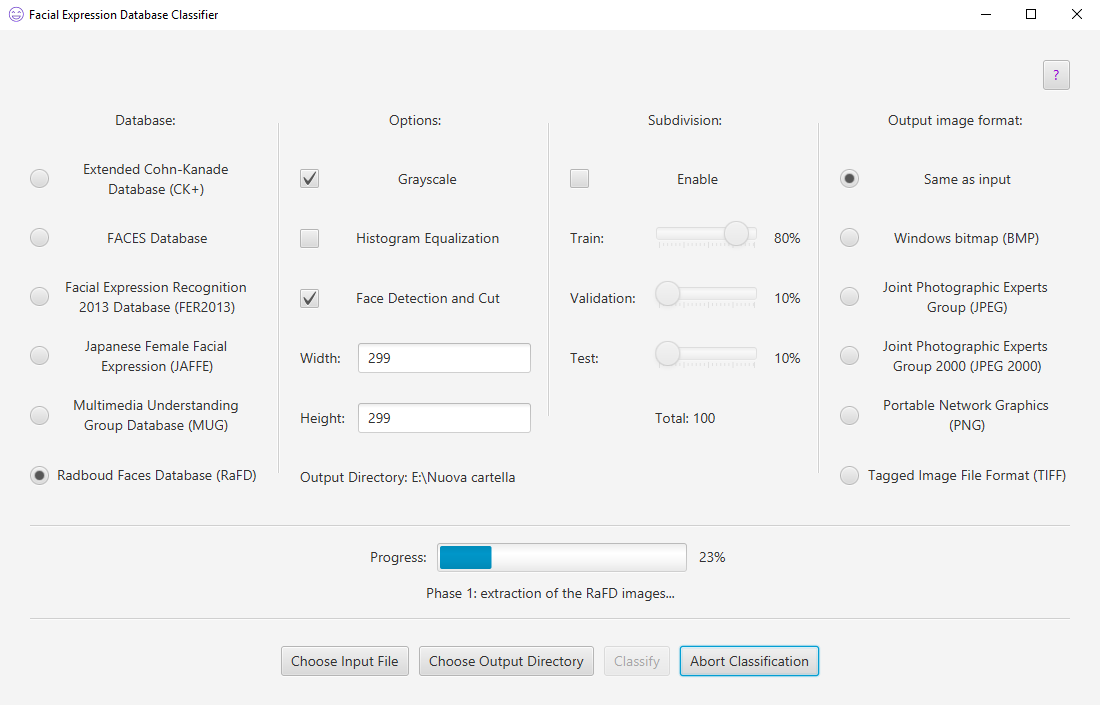 Facial Expression Database Classifier
?
Database:
Extended Cohn-Kanade
Database (CK+)
FACES Database
Facial Expression Recognition
2013 Database (FER2013)
Japanese Female Facial
Expression (JAFFE)
Multimedia Understanding
Group Database (MUG)
Radboud Faces Database (RaFD)
Options:
Grayscale
Histogram Equalization
Face Detection and Cut
Width: 299
Height: 299
Output Directory: E:\Nuova cartella
Subdivision:
Enable
Train: 80%
Validation: 10%
Test: 10%
Total: 100
Output image format:
Same as input
Windows bitmap (BMP)
Joint Photographic Experts
Group (JPEG)
Joint Photographic Experts
Group 2000 (JPEG 2000)
Portable Network Graphics
(PNG)
Tagged Image File Format (TIFF)
Progress: 23%
Phase 1: extraction of the RaFD images...
Choose Input File
Choose Output Directory
Classify
Abort Classification